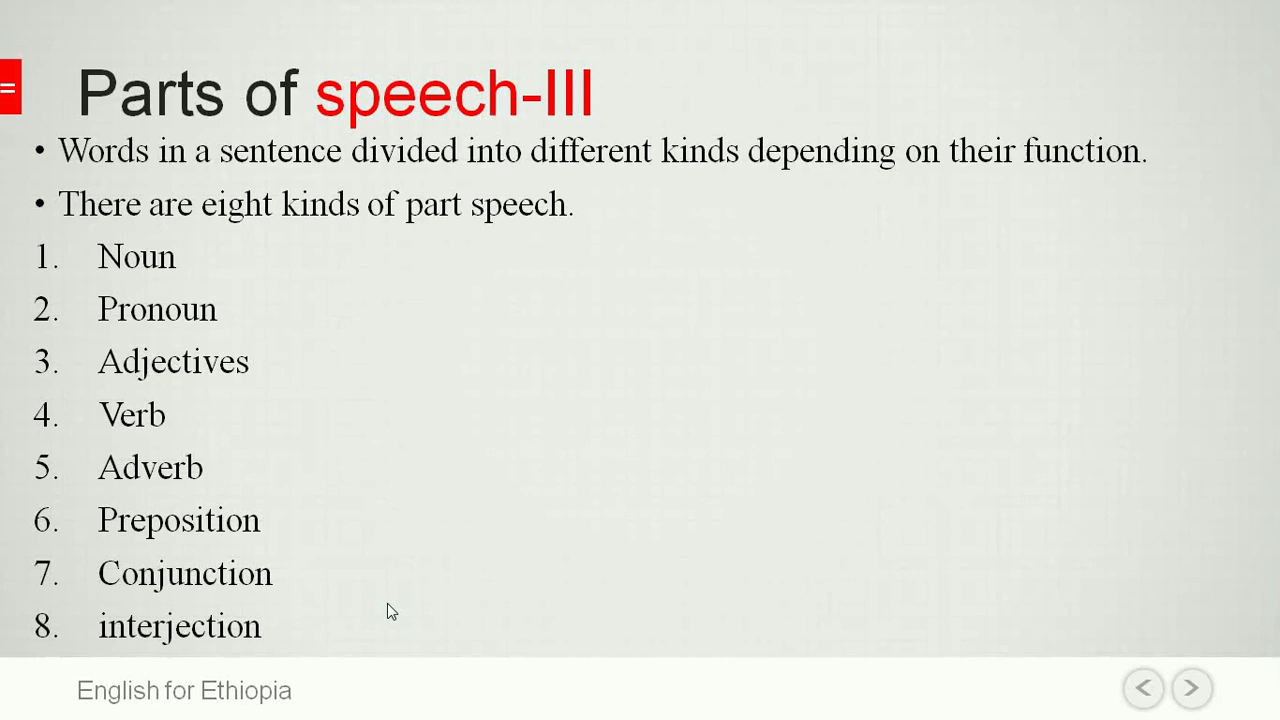 =
Parts of speech-III
• Words in a sentence divided into different kinds depending on their function.
• There are eight kinds of part speech.
1. Noun
2. Pronoun
3. Adjectives
4. Verb
5. Adverb
6. Preposition
7. Conjunction
8. interjection
English for Ethiopia